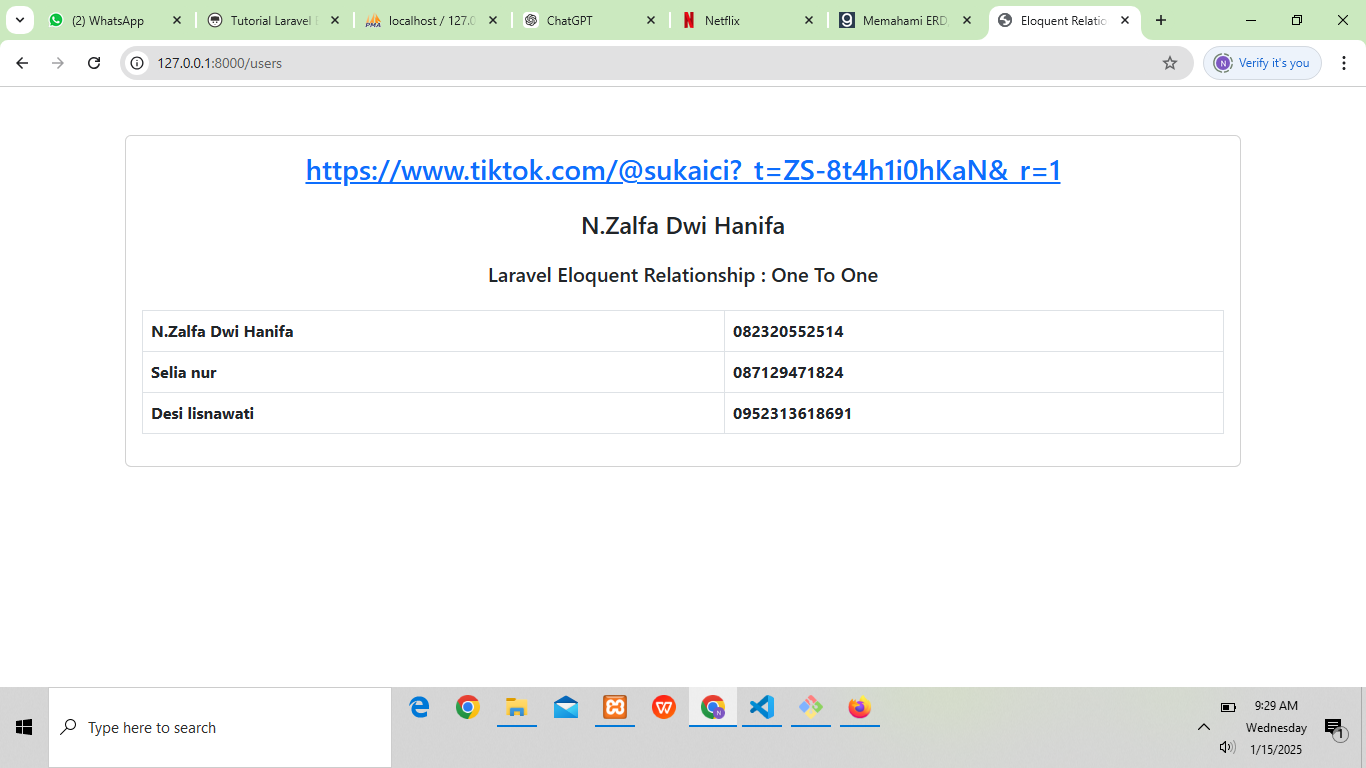 (2) WhatsApp
Tutorial Laravel E
localhost / 127.0
ChatGPT
Netflix
Memahami ERD,
Eloquent Relatio
127.0.0.1:8000/users
N
Verify it's you
https://www.tiktok.com/@sukaici?_t=ZS-8t4h1i0hKaN&_r=1
N.Zalfa Dwi Hanifa
Laravel Eloquent Relationship : One To One
N.Zalfa Dwi Hanifa 082320552514
Selia nur 087129471824
Desi lisnawati 0952313618691
Type here to search
9:29 AM
Wednesday
1/15/2025
1